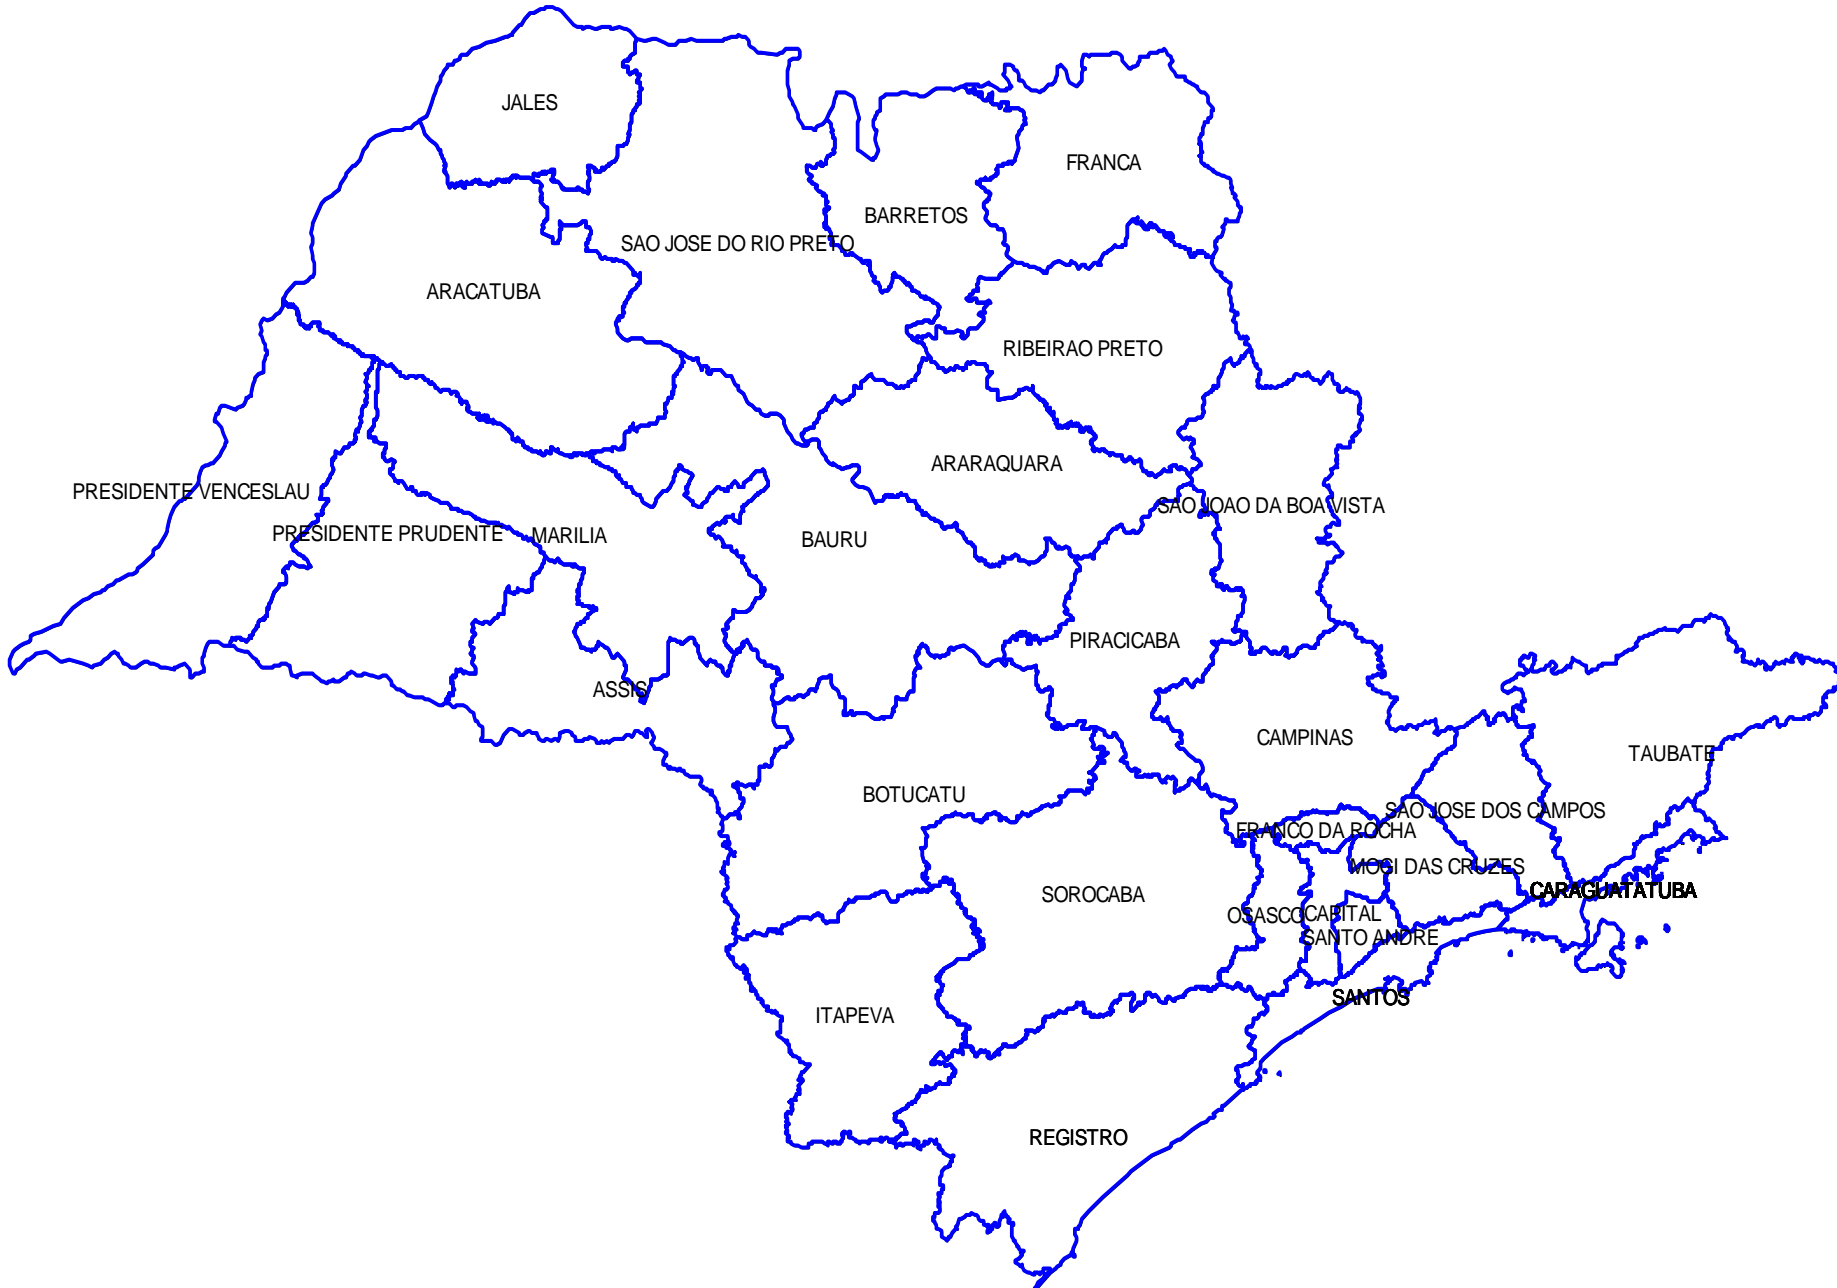 JALES
FRANCA
BARRETOS
SAO JOSE DO RIO PRETO
ARACATUBA
RIBEIRAO PRETO
ARARAQUARA
PRESIDENTE VENCESLAU
SAO JOAO DA BOA VISTA
PRESIDENTE PRUDENTE
MARILIA
BAURU
PIRACICABA
ASSIS
CAMPINAS
TAUBATE
BOTUCATU
SAO JOSE DOS CAMPOS
FRANCO DA ROCHA
MOGI DAS CRUZES
CARAGUATATUBA
SOROCABA
OSASCO
CAPITAL
SANTO ANDRE
SANTOS
ITAPEVA
REGISTRO